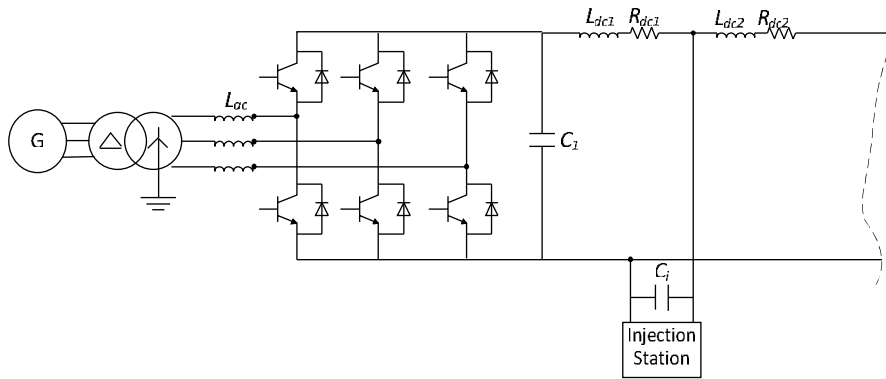 L_dc1 R_dc1 L_dc2 R_dc2
L_ac
G
C_1
C_i
Injection
Station